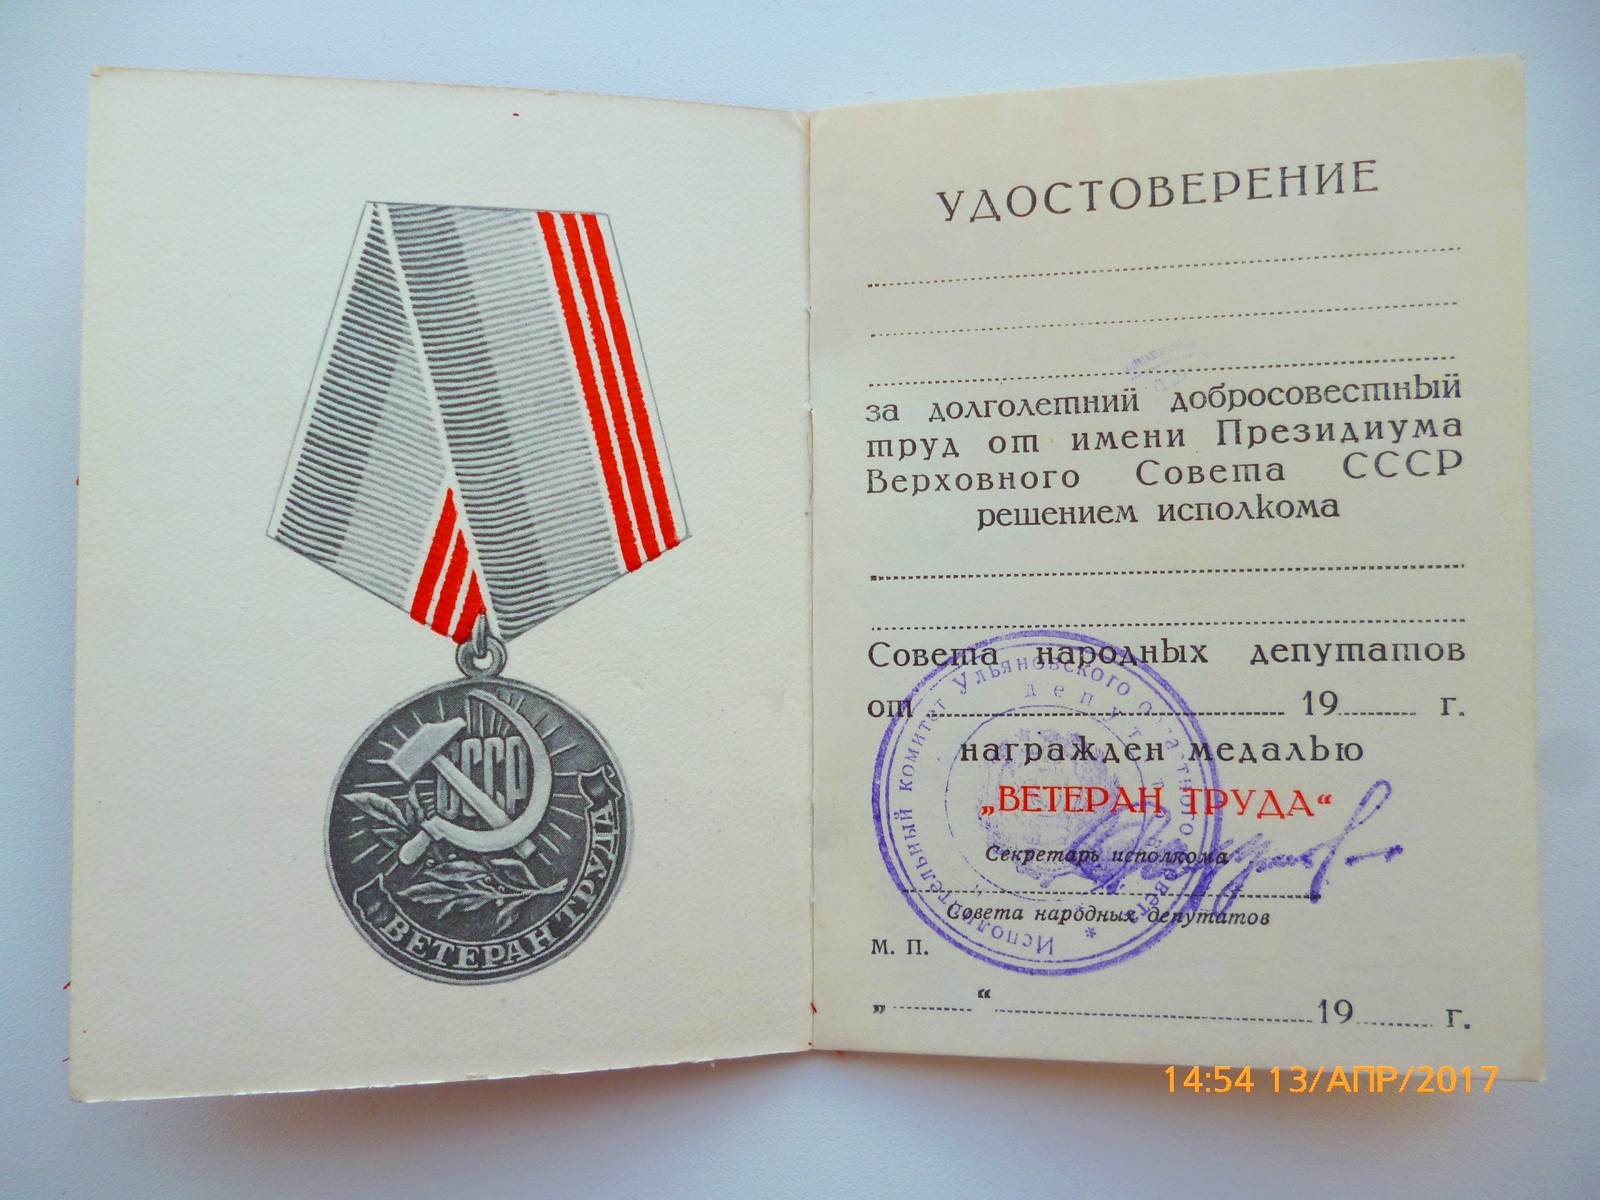 СССР
ВЕТЕРАН ТРУДА
УДОСТОВЕРЕНИЕ
за долголетний добросовестный
труд от имени Президиума
Верховного Совета СССР
решением исполкома
Совета народных депутатов
от 19 г.
награжден медалью
„ВЕТЕРАН ТРУДА“
Секретарь исполкома
Совета народных депутатов
М. П.
„ “ 19 г.
Исполнительный комитет Ульяновского
14:54 13/АПР/2017